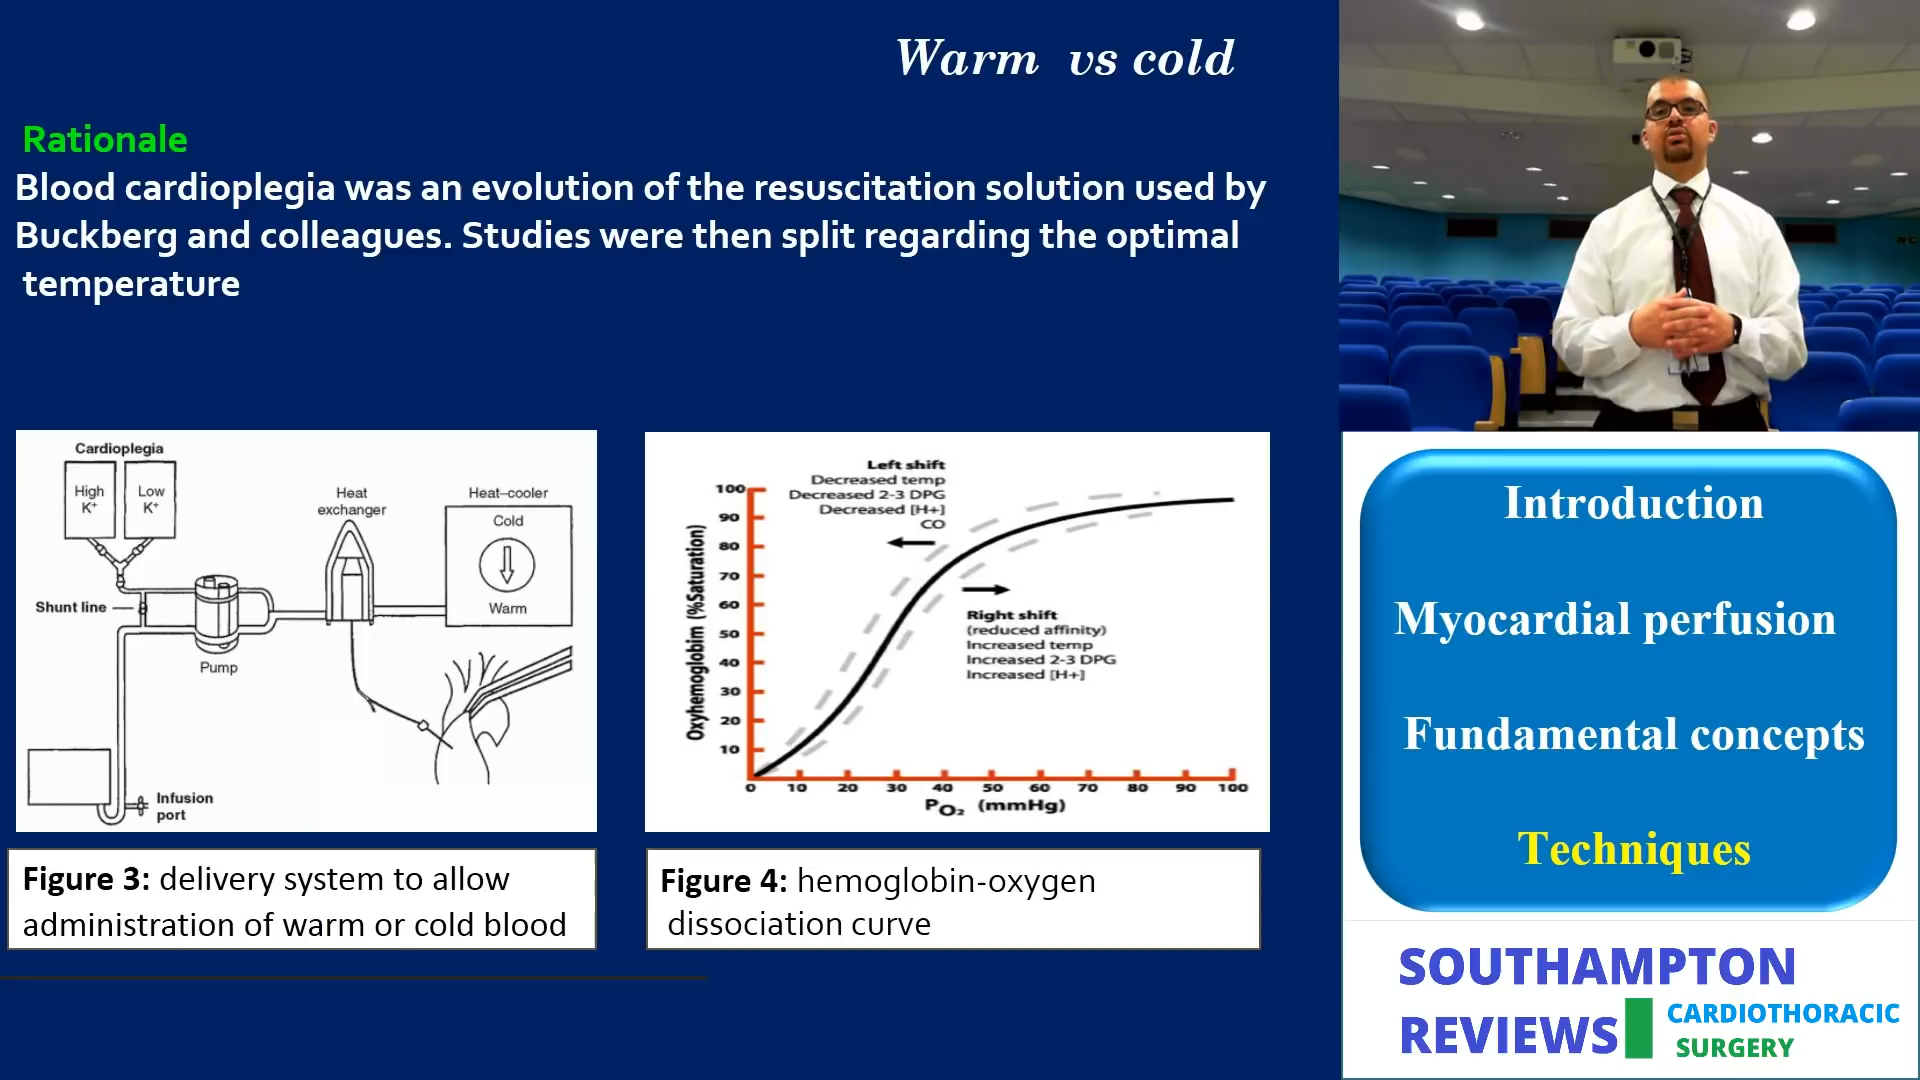 Warm vs cold
Rationale
Blood cardioplegia was an evolution of the resuscitation solution used by
Buckberg and colleagues. Studies were then split regarding the optimal
temperature
Cardioplegia
High
K+
Low
K+
Heat
exchanger
Heat–cooler
Cold
Warm
Shunt line
Pump
Infusion
port
Figure 3: delivery system to allow
administration of warm or cold blood
Left shift
Decreased temp
Decreased 2-3 DPG
Decreased [H+]
CO
Right shift
(reduced affinity)
Increased temp
Increased 2-3 DPG
Increased [H+]
Oxyhemoglobim (%Saturation)
100
90
80
70
60
50
40
30
20
10
0 10 20 30 40 50 60 70 80 90 100
PO₂ (mmHg)
Figure 4: hemoglobin-oxygen
dissociation curve
Introduction
Myocardial perfusion
Fundamental concepts
Techniques
SOUTHAMPTON
REVIEWS
CARDIOTHORACIC
SURGERY